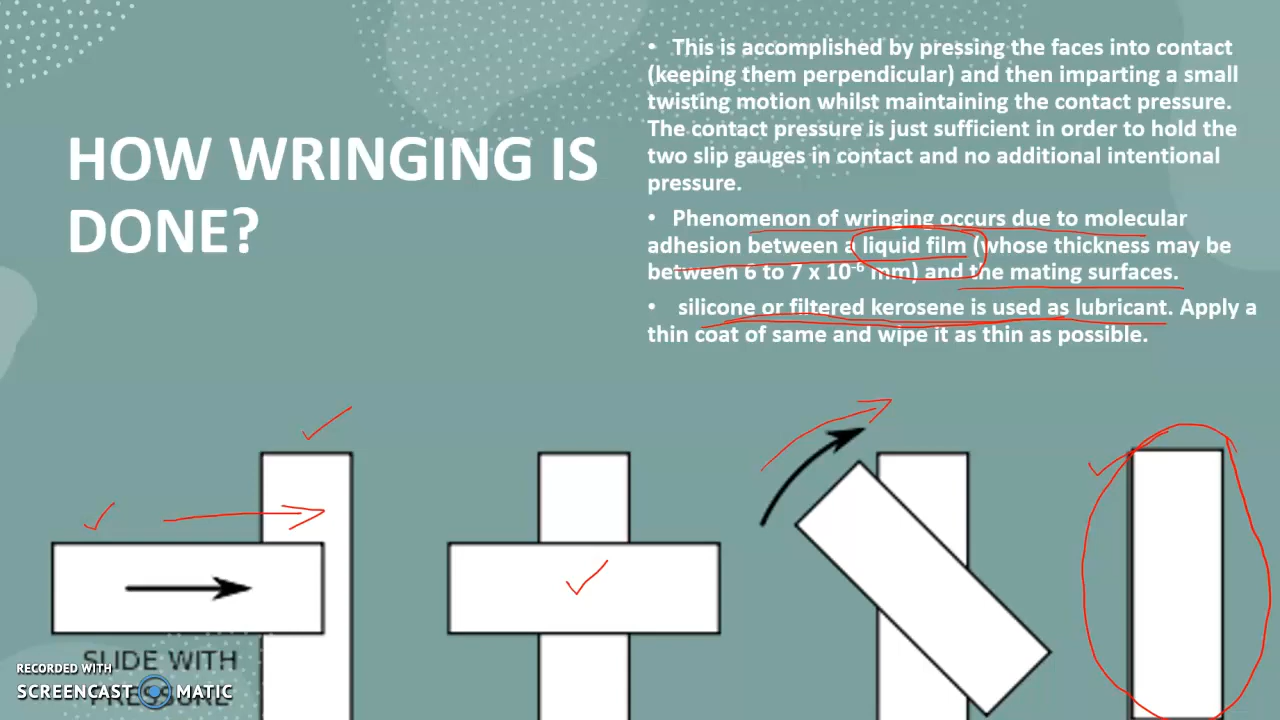 HOW WRINGING IS
DONE?
• This is accomplished by pressing the faces into contact
(keeping them perpendicular) and then imparting a small
twisting motion whilst maintaining the contact pressure.
The contact pressure is just sufficient in order to hold the
two slip gauges in contact and no additional intentional
pressure.
• Phenomenon of wringing occurs due to molecular
adhesion between a liquid film (whose thickness may be
between 6 to 7 x 10⁻⁶ mm) and the mating surfaces.
• silicone or filtered kerosene is used as lubricant. Apply a
thin coat of same and wipe it as thin as possible.
SLIDE WITH
PRESSURE
RECORDED WITH
SCREENCAST MATIC